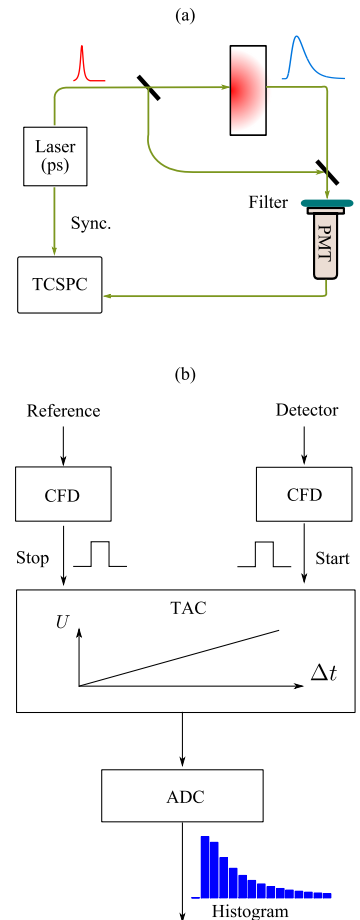 (a)
Laser
(ps)
Filter
PMT
Sync.
TCSPC
(b)
Reference
Detector
CFD
CFD
Stop
Start
TAC
U
Δt
ADC
Histogram